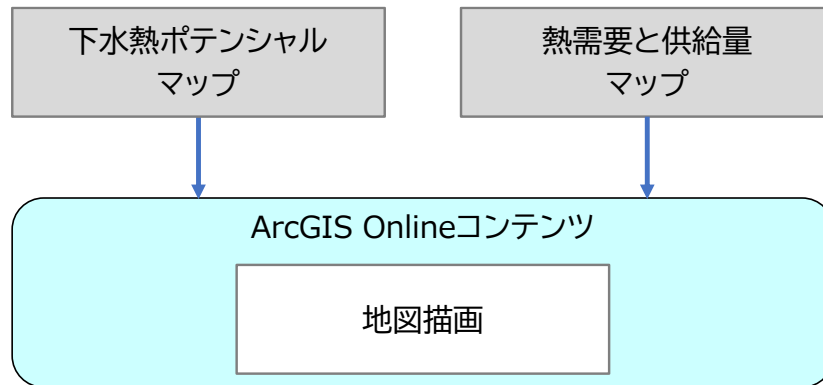 下水熱ポテンシャル
マップ
熱需要と供給量
マップ
ArcGIS Onlineコンテンツ
地図描画